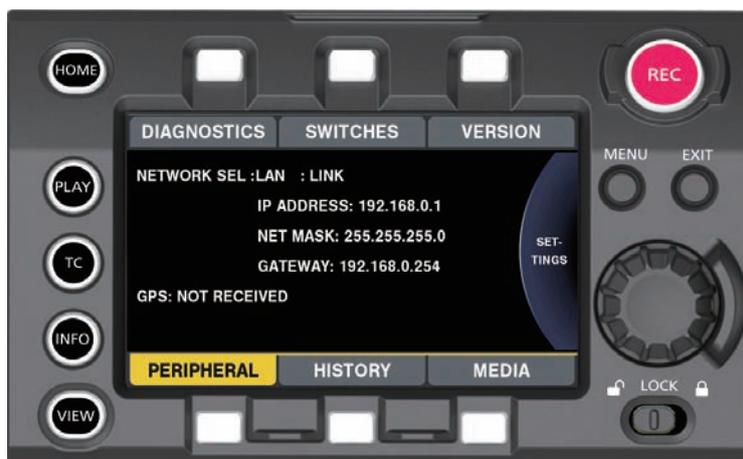 HOME
REC
DIAGNOSTICS SWITCHES VERSION
MENU EXIT
NETWORK SEL :LAN : LINK
PLAY
IP ADDRESS: 192.168.0.1
NET MASK: 255.255.255.0
SET-
TINGS
TC
GATEWAY: 192.168.0.254
GPS: NOT RECEIVED
INFO
PERIPHERAL HISTORY MEDIA
LOCK
VIEW